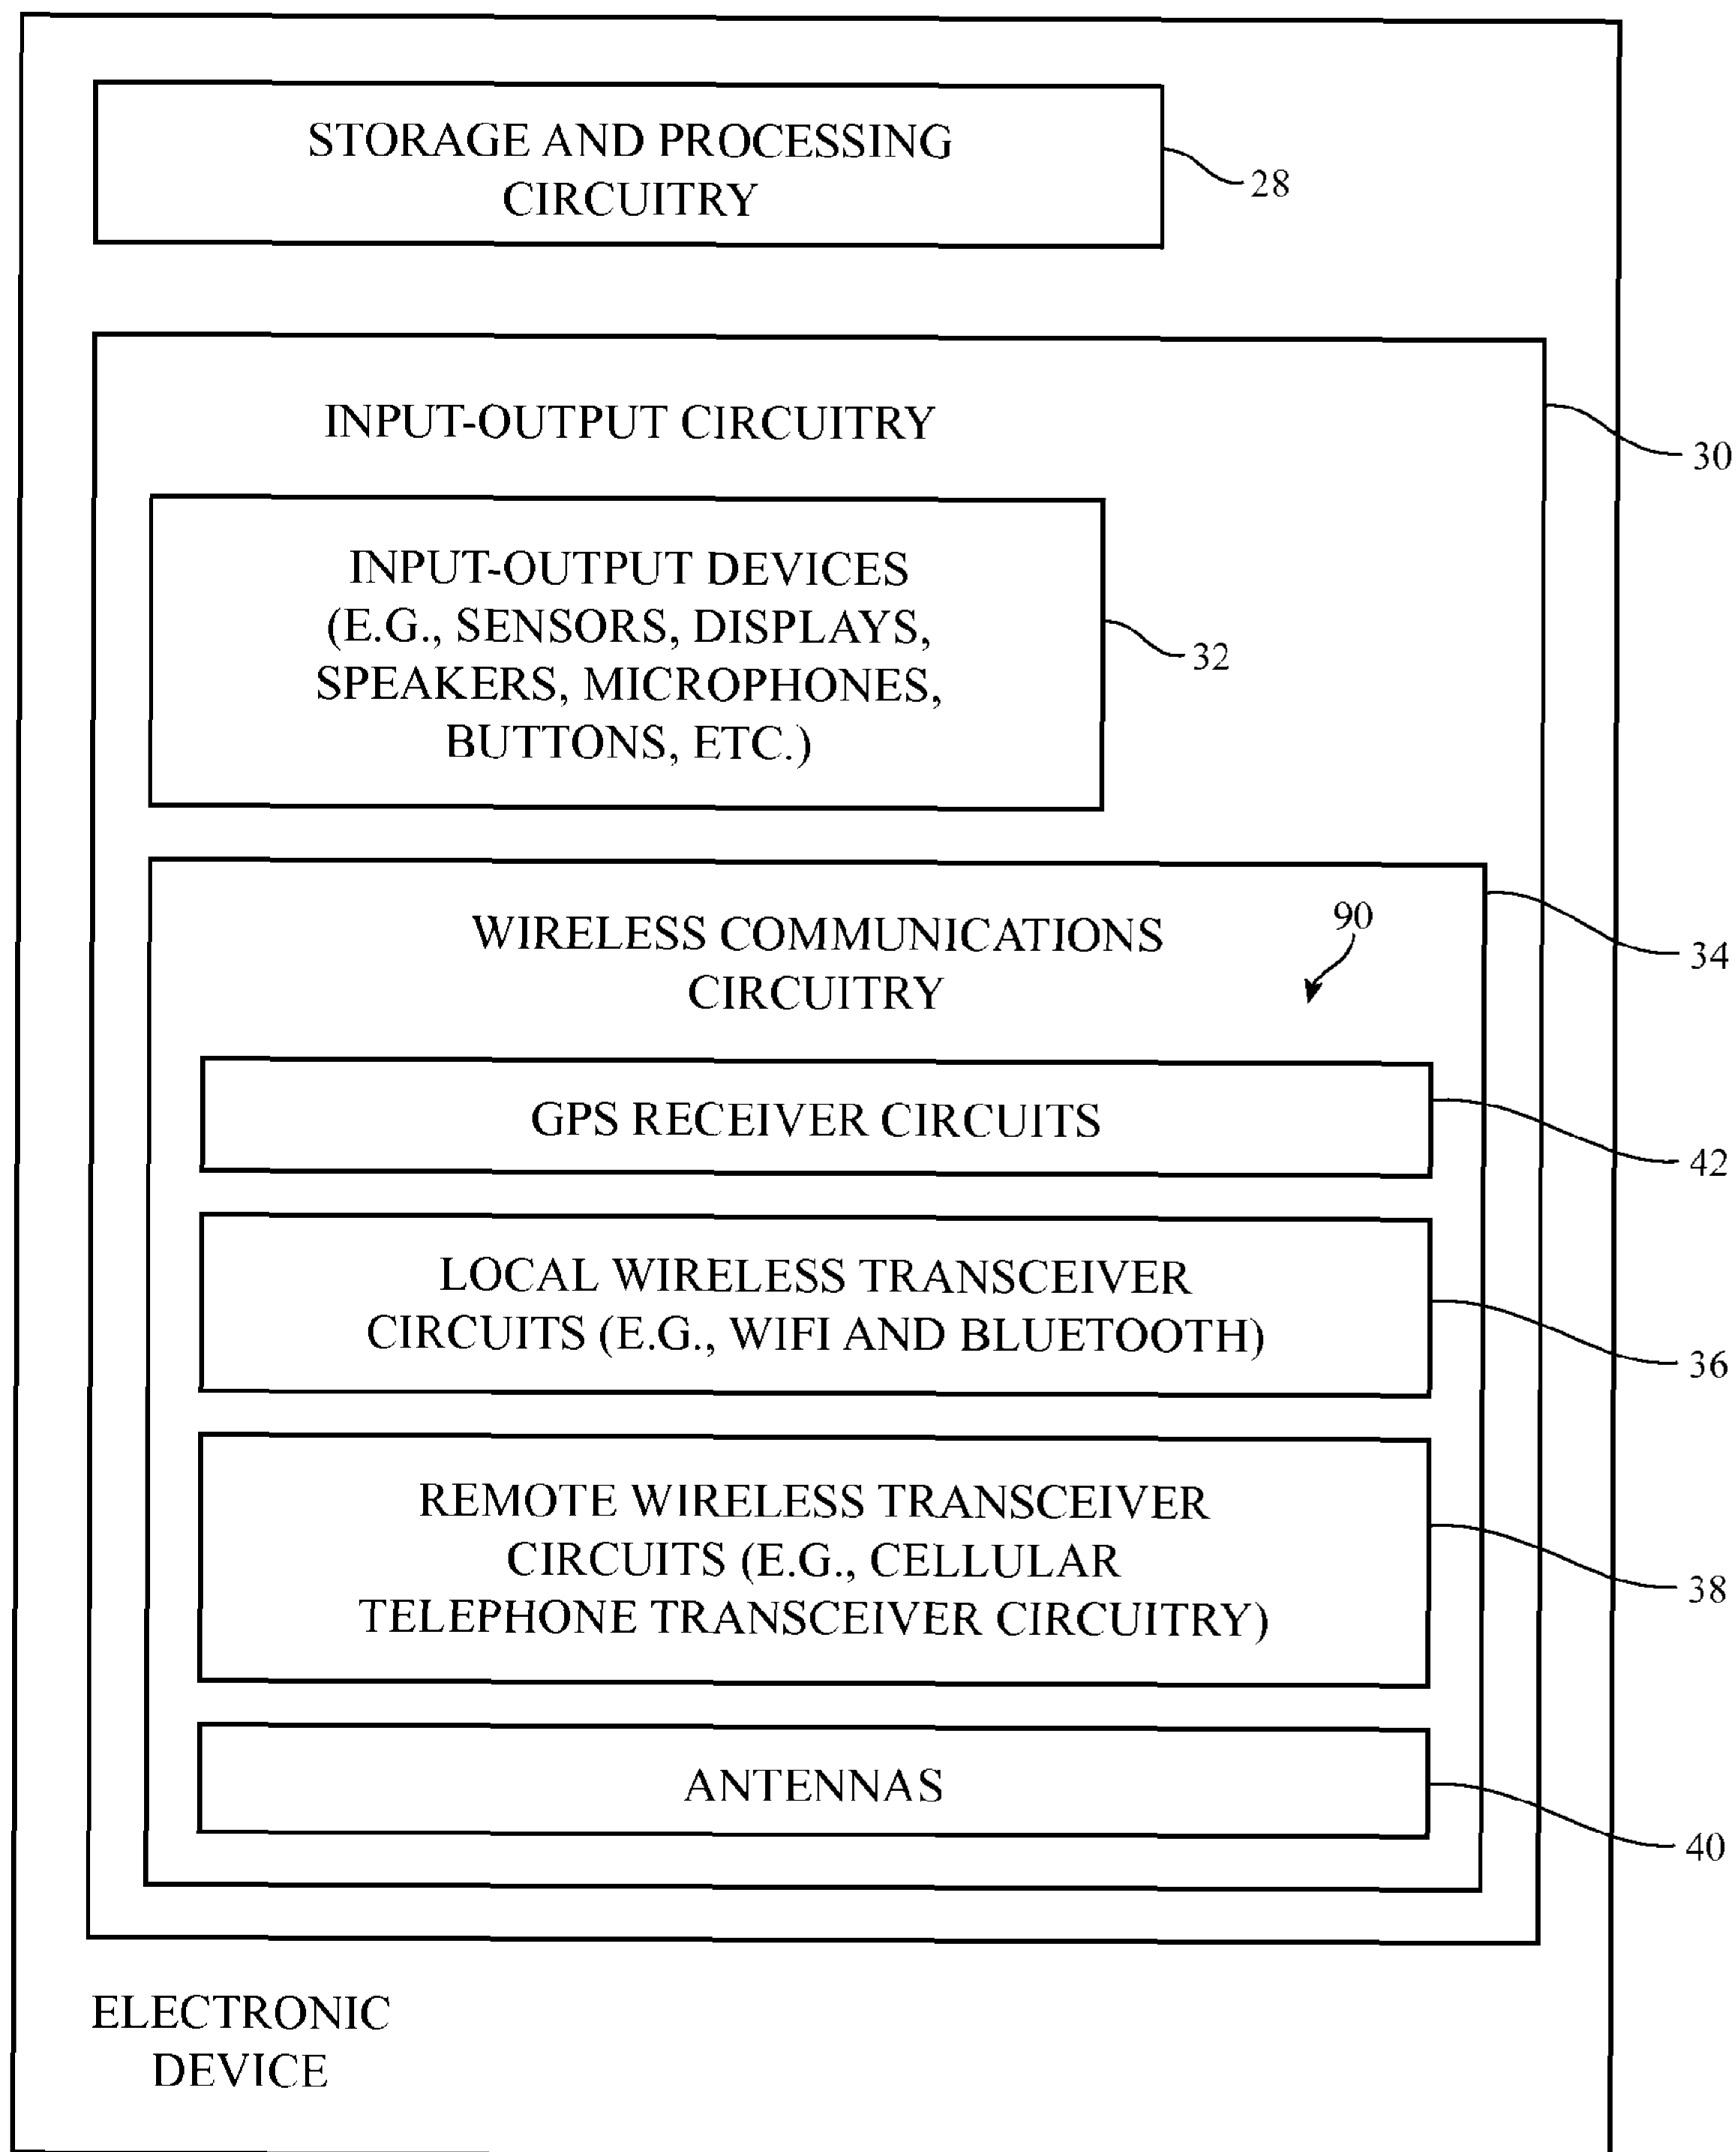 STORAGE AND PROCESSING
CIRCUITRY
28
INPUT-OUTPUT CIRCUITRY
30
INPUT-OUTPUT DEVICES
(E.G., SENSORS, DISPLAYS,
SPEAKERS, MICROPHONES,
BUTTONS, ETC.)
32
WIRELESS COMMUNICATIONS
CIRCUITRY
90
34
GPS RECEIVER CIRCUITS
42
LOCAL WIRELESS TRANSCEIVER
CIRCUITS (E.G., WIFI AND BLUETOOTH)
36
REMOTE WIRELESS TRANSCEIVER
CIRCUITS (E.G., CELLULAR
TELEPHONE TRANSCEIVER CIRCUITRY)
38
ANTENNAS
40
ELECTRONIC
DEVICE